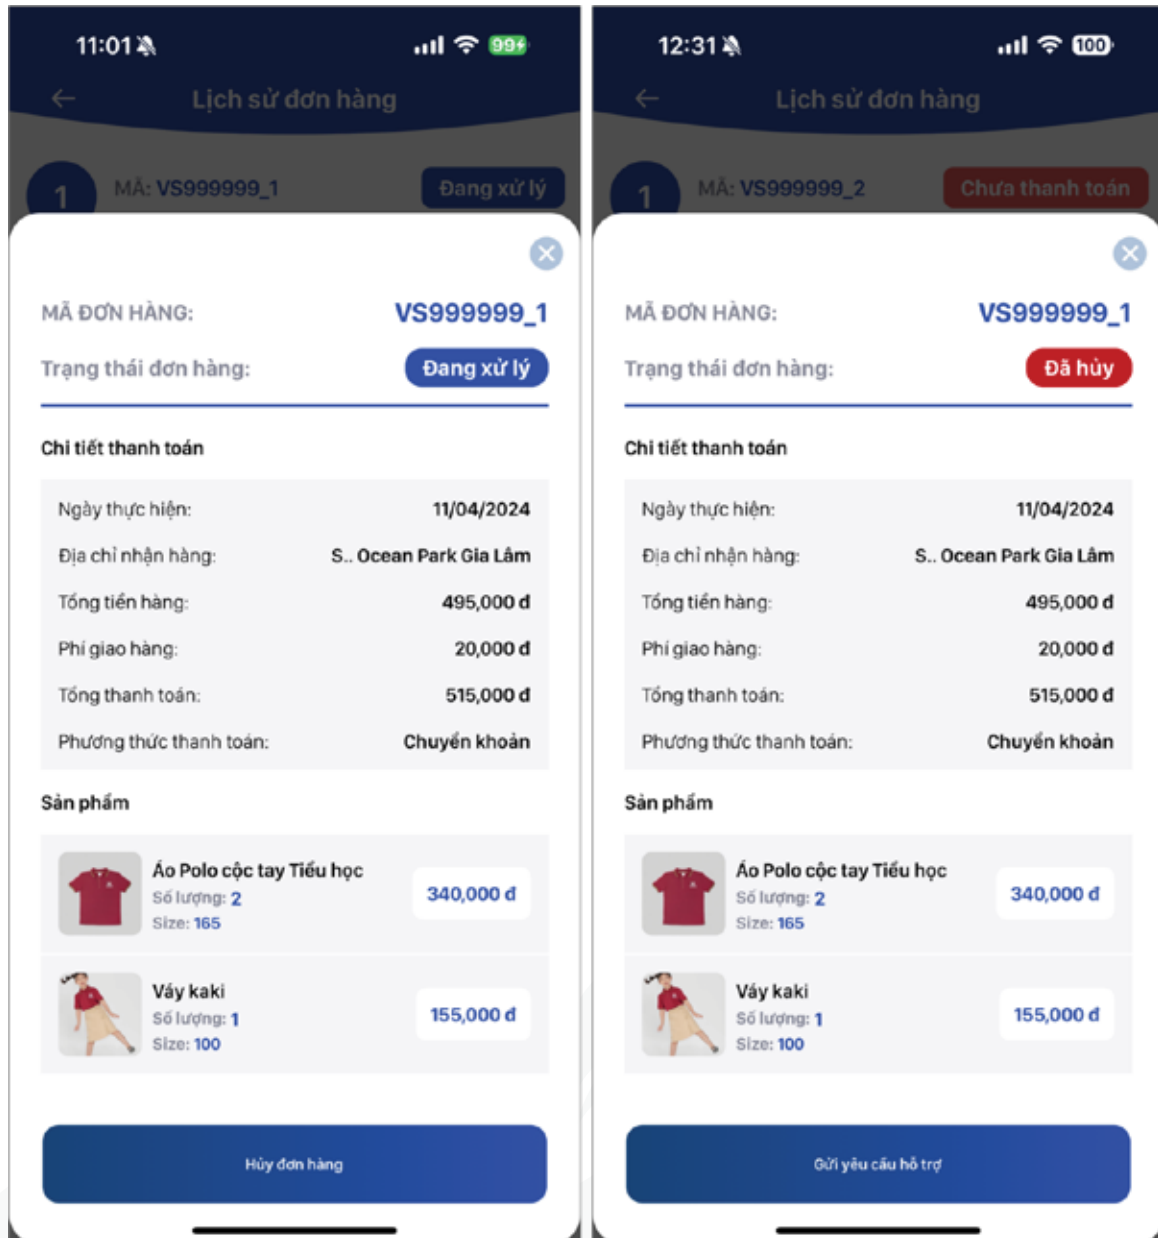 11:01
99
Lịch sử đơn hàng
1
MÃ: VS999999_1
Đang xử lý
MÃ ĐƠN HÀNG:
VS999999_1
Trạng thái đơn hàng:
Đang xử lý
Chi tiết thanh toán
Ngày thực hiện:
11/04/2024
Địa chỉ nhận hàng:
S.. Ocean Park Gia Lâm
Tổng tiền hàng:
495,000 đ
Phí giao hàng:
20,000 đ
Tổng thanh toán:
515,000 đ
Phương thức thanh toán:
Chuyển khoản
Sản phẩm
Áo Polo cộc tay Tiểu học
Số lượng: 2
Size: 165
340,000 đ
Váy kaki
Số lượng: 1
Size: 100
155,000 đ
Hủy đơn hàng
12:31
100
Lịch sử đơn hàng
1
MÃ: VS999999_2
Chưa thanh toán
MÃ ĐƠN HÀNG:
VS999999_1
Trạng thái đơn hàng:
Đã hủy
Chi tiết thanh toán
Ngày thực hiện:
11/04/2024
Địa chỉ nhận hàng:
S.. Ocean Park Gia Lâm
Tổng tiền hàng:
495,000 đ
Phí giao hàng:
20,000 đ
Tổng thanh toán:
515,000 đ
Phương thức thanh toán:
Chuyển khoản
Sản phẩm
Áo Polo cộc tay Tiểu học
Số lượng: 2
Size: 165
340,000 đ
Váy kaki
Số lượng: 1
Size: 100
155,000 đ
Gửi yêu cầu hỗ trợ